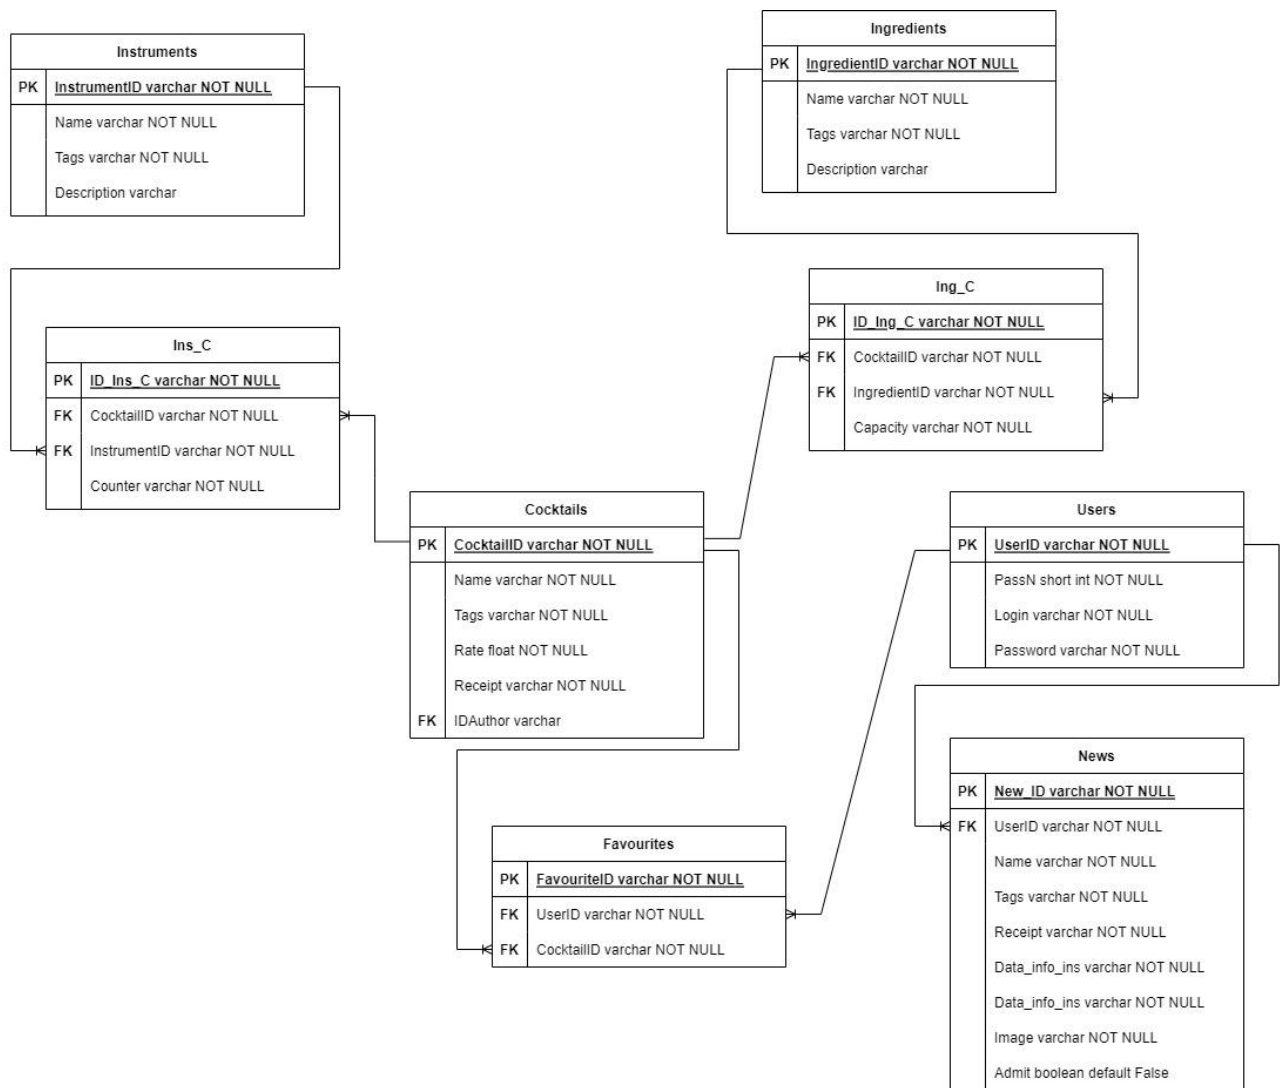 Instruments
PK InstrumentID varchar NOT NULL
Name varchar NOT NULL
Tags varchar NOT NULL
Description varchar
Ingredients
PK IngredientID varchar NOT NULL
Name varchar NOT NULL
Tags varchar NOT NULL
Description varchar
Ins_C
PK ID_Ins_C varchar NOT NULL
FK CocktailID varchar NOT NULL
FK InstrumentID varchar NOT NULL
Counter varchar NOT NULL
Ing_C
PK ID_Ing_C varchar NOT NULL
FK CocktailID varchar NOT NULL
FK IngredientID varchar NOT NULL
Capacity varchar NOT NULL
Cocktails
PK CocktailID varchar NOT NULL
Name varchar NOT NULL
Tags varchar NOT NULL
Rate float NOT NULL
Receipt varchar NOT NULL
FK IDAuthor varchar
Users
PK UserID varchar NOT NULL
PassN short int NOT NULL
Login varchar NOT NULL
Password varchar NOT NULL
Favourites
PK FavouriteID varchar NOT NULL
FK UserID varchar NOT NULL
FK CocktailID varchar NOT NULL
News
PK New_ID varchar NOT NULL
FK UserID varchar NOT NULL
Name varchar NOT NULL
Tags varchar NOT NULL
Receipt varchar NOT NULL
Data_info_ins varchar NOT NULL
Data_info_ins varchar NOT NULL
Image varchar NOT NULL
Admit boolean default False